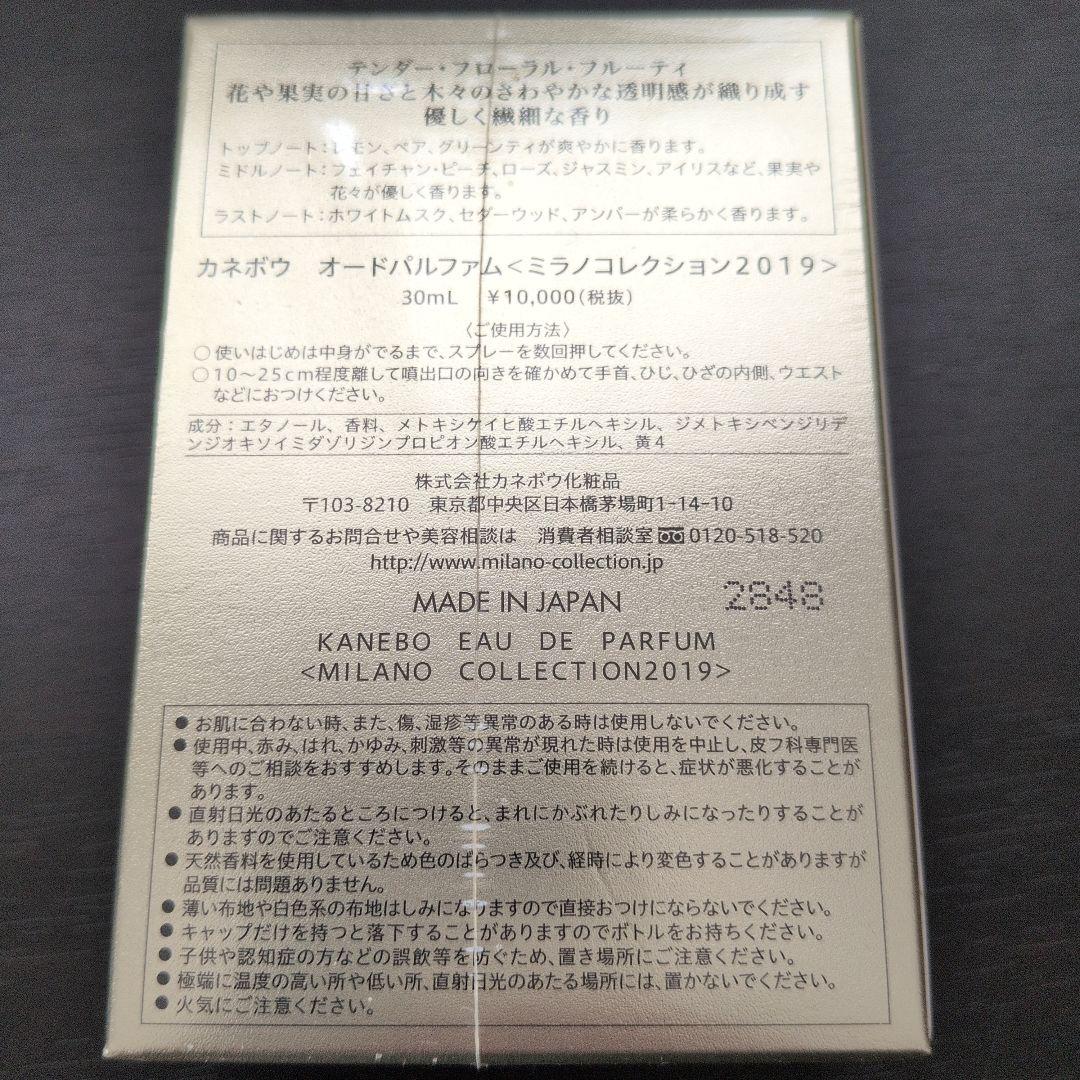 テンダー・フローラル・フルーティ
花や果実の甘さと木々のさわやかな透明感が織り成す
優しく繊細な香り
トップノート：レモン、ペア、グリーンティが爽やかに香ります。
ミドルノート：フェイチャン・ピーチ、ローズ、ジャスミン、アイリスなど、果実や
花々が優しく香ります。
ラストノート：ホワイトムスク、セダーウッド、アンバーが柔らかく香ります。
カネボウ　オードパルファム＜ミラノコレクション2019＞
30mL　¥10,000（税抜）
〈ご使用方法〉
○使いはじめは中身がでるまで、スプレーを数回押してください。
○10～25cm程度離して噴出口の向きを確かめて手首、ひじ、ひざの内側、ウエスト
などにおつけください。
成分：エタノール、香料、メトキシケイヒ酸エチルヘキシル、ジメトキシベンジリデ
ンジオキソイミダゾリジンプロピオン酸エチルヘキシル、黄4
株式会社カネボウ化粧品
〒103-8210　東京都中央区日本橋茅場町1-14-10
商品に関するお問合せや美容相談は　消費者相談室 0120-518-520
http://www.milano-collection.jp
MADE IN JAPAN
2848
KANEBO EAU DE PARFUM
<MILANO COLLECTION2019>
●お肌に合わない時、また、傷、湿疹等異常のある時は使用しないでください。
●使用中、赤み、はれ、かゆみ、刺激等の異常が現れた時は使用を中止し、皮フ科専門医
等へのご相談をおすすめします。そのままご使用を続けると、症状が悪化することが
あります。
●直射日光のあたるところにつけると、まれにかぶれたりしみになったりすることが
ありますのでご注意ください。
●天然香料を使用しているため色のばらつき及び、経時により変色することがありますが
品質には問題ありません。
●薄い布地や白色系の布地はしみになりますので直接おつけにならないでください。
●キャップだけを持つと落下することがありますのでボトルをお持ちください。
●子供や認知症の方などの誤飲等を防ぐため、置き場所にご注意ください。
●極端に温度の高い所や低い所、直射日光のあたる場所には、置かないでください。
●火気にご注意ください。